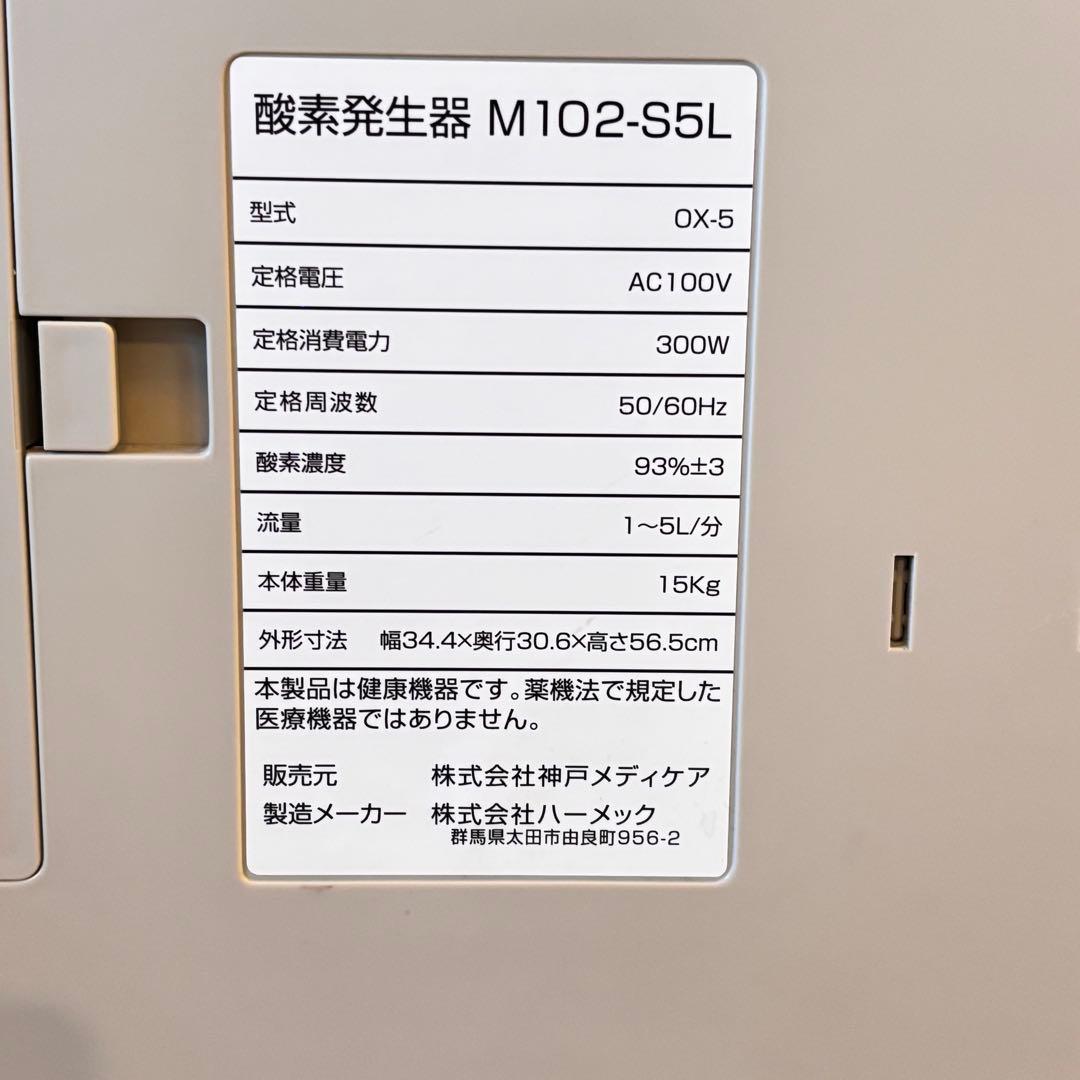 酸素発生器 M102-S5L
型式 OX-5
定格電圧 AC100V
定格消費電力 300W
定格周波数 50/60Hz
酸素濃度 93%±3
流量 1〜5L/分
本体重量 15Kg
外形寸法 幅34.4×奥行30.6×高さ56.5cm
本製品は健康機器です。薬機法で規定した
医療機器ではありません。
販売元 株式会社神戸メディケア
製造メーカー 株式会社ハーメック
群馬県太田市由良町956-2